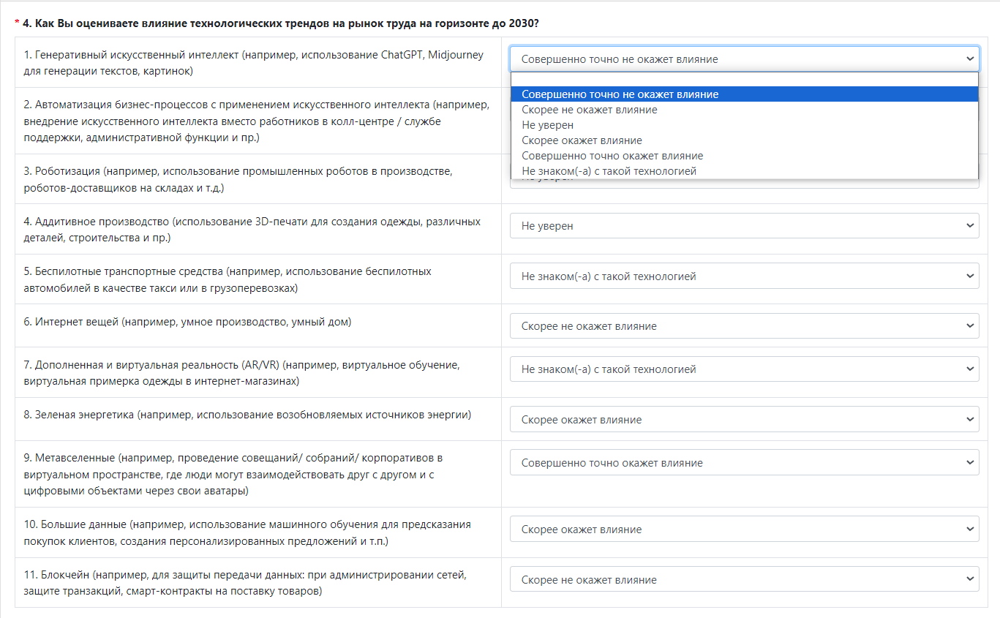 * 4. Как Вы оцениваете влияние технологических трендов на рынок труда на горизонте до 2030?
1. Генеративный искусственный интеллект (например, использование ChatGPT, Midjourney
для генерации текстов, картинок)
Совершенно точно не окажет влияние
Совершенно точно не окажет влияние
Скорее не окажет влияние
Не уверен
Скорее окажет влияние
Совершенно точно окажет влияние
Не знаком(-а) с такой технологией
2. Автоматизация бизнес-процессов с применением искусственного интеллекта (например,
внедрение искусственного интеллекта вместо работников в колл-центре / службе
поддержки, административной функции и пр.)
3. Роботизация (например, использование промышленных роботов в производстве,
роботов-доставщиков на складах и т.д.)
4. Аддитивное производство (использование 3D-печати для создания одежды, различных
деталей, строительства и пр.)
Не уверен
5. Беспилотные транспортные средства (например, использование беспилотных
автомобилей в качестве такси или в грузоперевозках)
Не знаком(-а) с такой технологией
6. Интернет вещей (например, умное производство, умный дом)
Скорее не окажет влияние
7. Дополненная и виртуальная реальность (AR/VR) (например, виртуальное обучение,
виртуальная примерка одежды в интернет-магазинах)
Не знаком(-а) с такой технологией
8. Зеленая энергетика (например, использование возобновляемых источников энергии)
Скорее окажет влияние
9. Метавселенные (например, проведение совещаний/ собраний/ корпоративов в
виртуальном пространстве, где люди могут взаимодействовать друг с другом и с
цифровыми объектами через свои аватары)
Совершенно точно окажет влияние
10. Большие данные (например, использование машинного обучения для предсказания
покупок клиентов, создания персонализированных предложений и т.п.)
Скорее окажет влияние
11. Блокчейн (например, для защиты передачи данных: при администрировании сетей,
защите транзакций, смарт-контракты на поставку товаров)
Скорее не окажет влияние